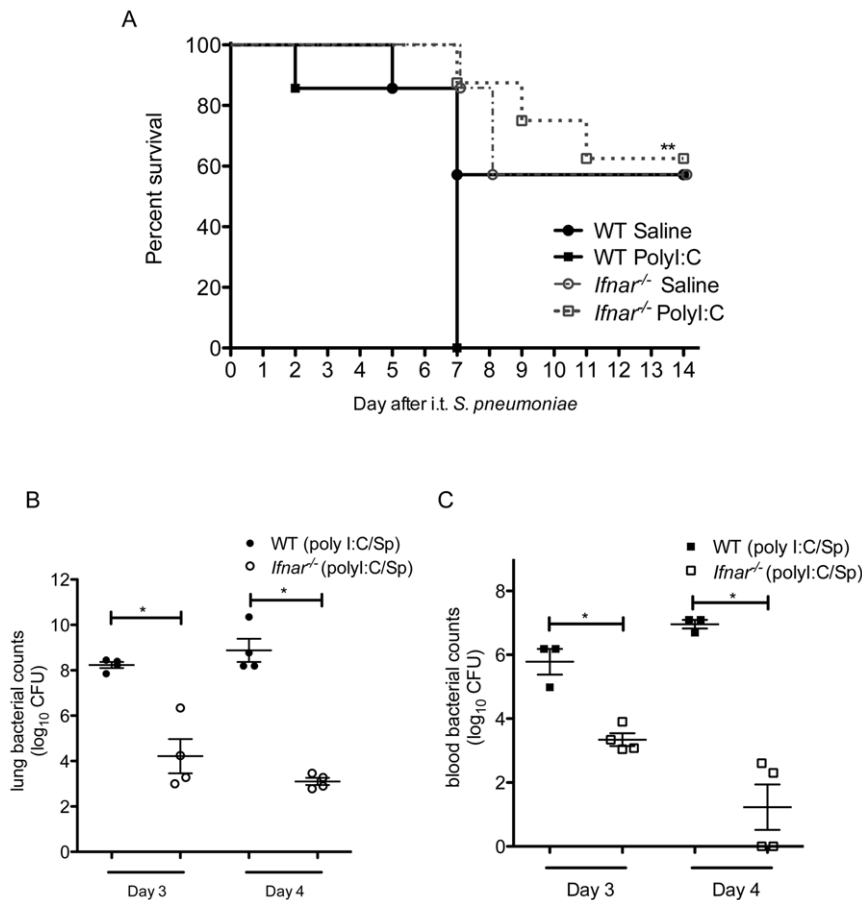 A
Percent survival
100
80
60
40
20
0
**
WT Saline
WT PolyI:C
Ifnar-/- Saline
Ifnar-/- PolyI:C
0 1 2 3 4 5 6 7 8 9 10 11 12 13 14
Day after i.t. S. pneumoniae
B
WT (poly I:C/Sp)
Ifnar-/- (polyI:C/Sp)
lung bacterial counts
(log10 CFU)
12
10
8
6
4
2
0
*
*
Day 3
Day 4
C
WT (poly I:C/Sp)
Ifnar-/- (polyI:C/Sp)
blood bacterial counts
(log10 CFU)
8
6
4
2
0
*
*
Day 3
Day 4